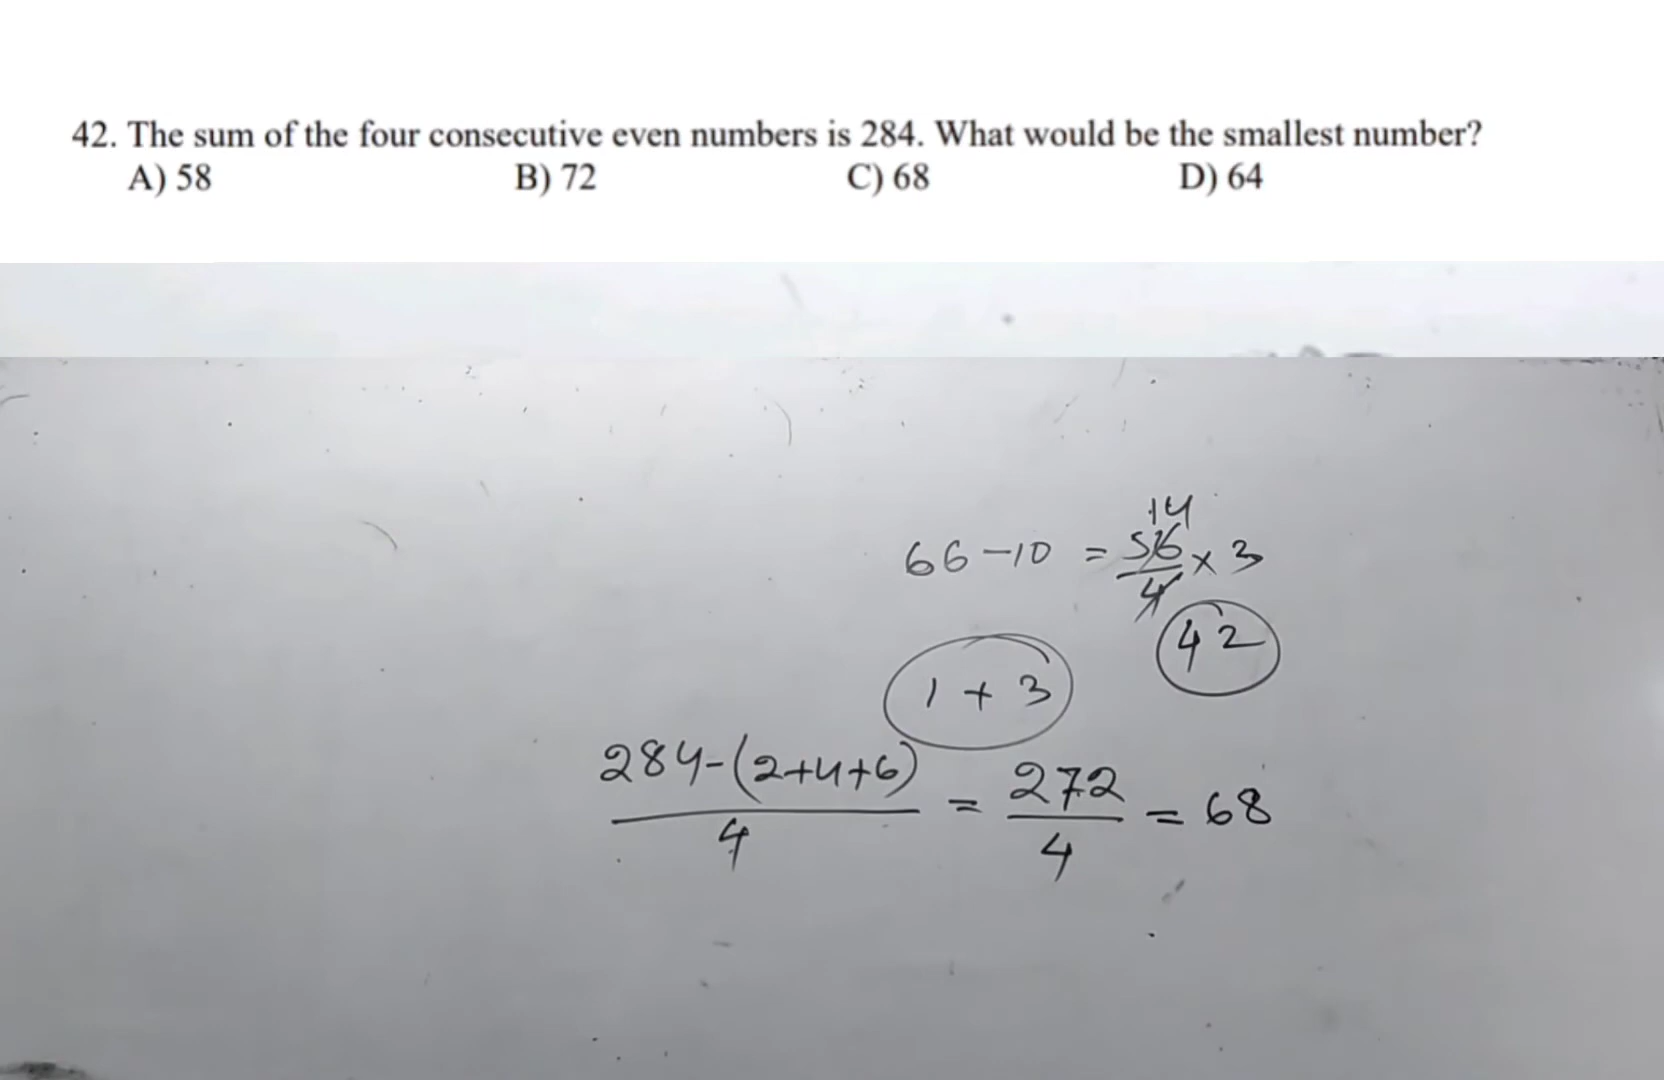 42. The sum of the four consecutive even numbers is 284. What would be the smallest number?
A) 58 B) 72 C) 68 D) 64
14
66-10 = 56/4 × 3
42
1 + 3
284-(2+4+6)/4 = 272/4 = 68